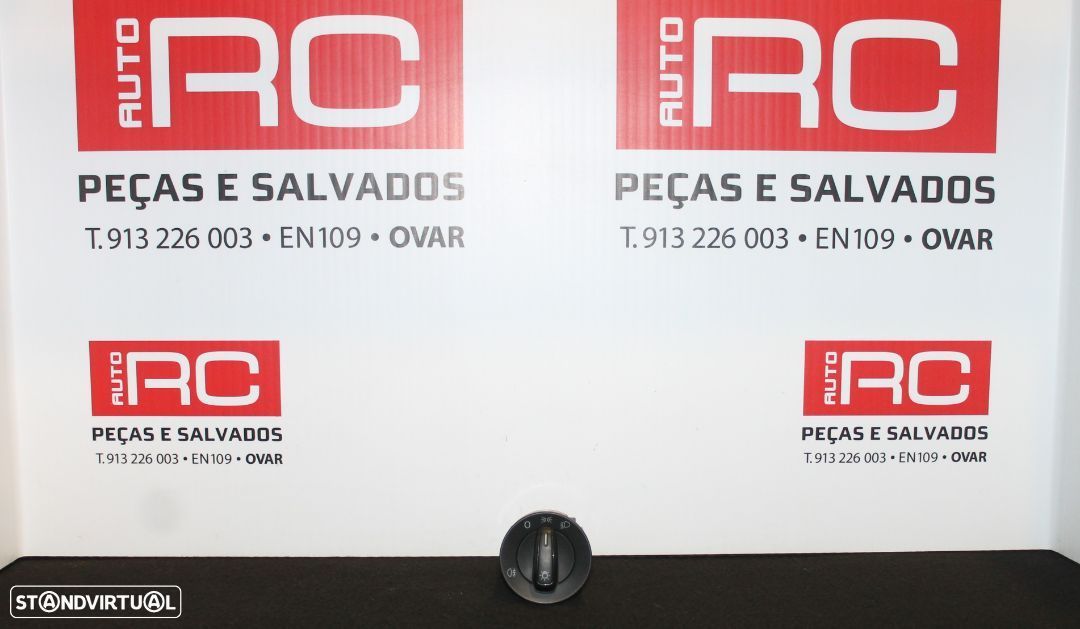 AUTO RC
PEÇAS E SALVADOS
T. 913 226 003 • EN109 • OVAR
AUTO RC
PEÇAS E SALVADOS
T. 913 226 003 • EN109 • OVAR
AUTO RC
PEÇAS E SALVADOS
T. 913 226 003 • EN109 • OVAR
AUTO RC
PEÇAS E SALVADOS
T. 913 226 003 • EN109 • OVAR
STANDVIRTUAL